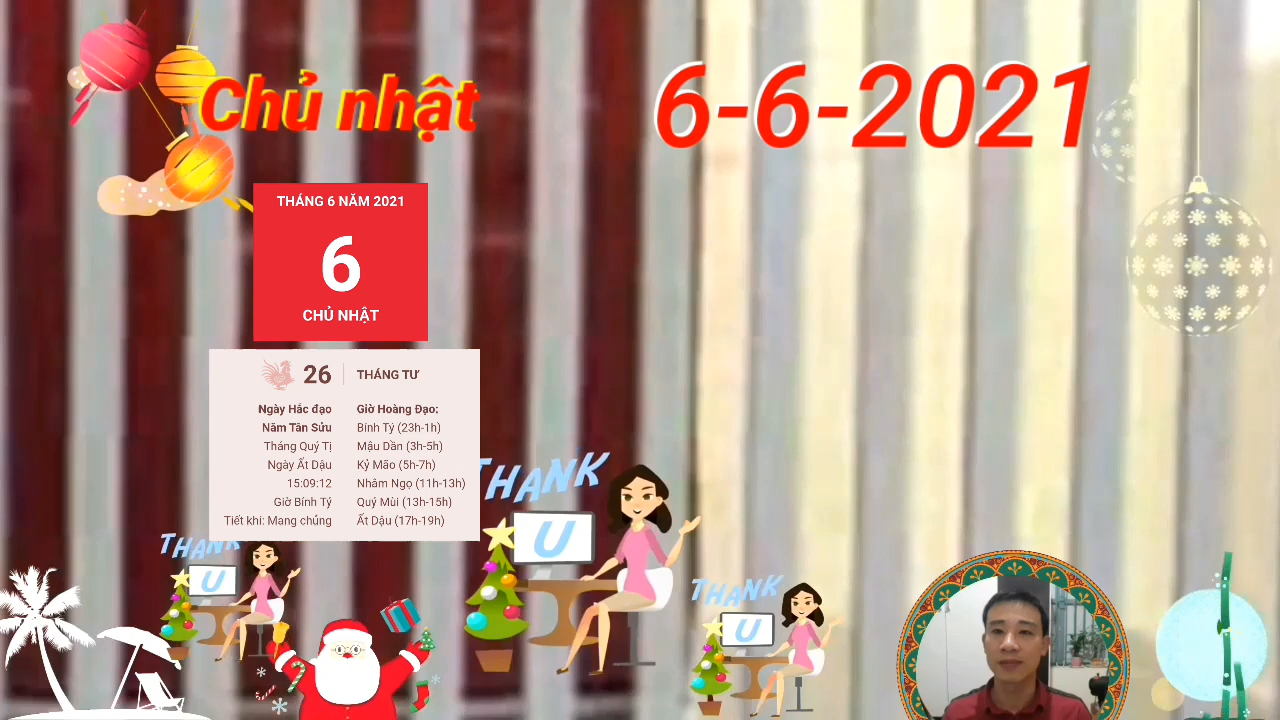 Chủ nhật
6-6-2021
THÁNG 6 NĂM 2021
6
CHỦ NHẬT
26
THÁNG TƯ
Ngày Hắc đạo
Năm Tân Sửu
Tháng Quý Tị
Ngày Ất Dậu
15:09:12
Giờ Bính Tý
Tiết khí: Mang chủng
Giờ Hoàng Đạo:
Bính Tý (23h-1h)
Mậu Dần (3h-5h)
Kỷ Mão (5h-7h)
Nhâm Ngọ (11h-13h)
Quý Mùi (13h-15h)
Ất Dậu (17h-19h)
THANK
U
THANK
U
THANK
U